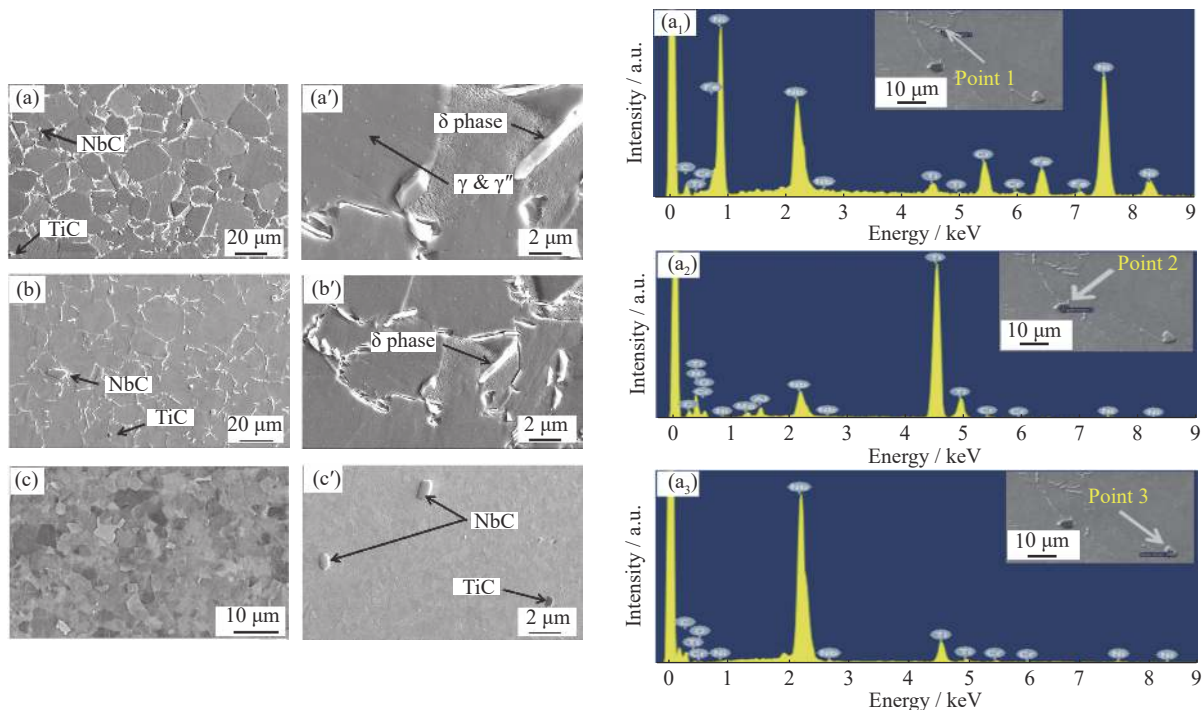 (a)
NbC
TiC
20 μm
(a′)
δ phase
γ & γ″
2 μm
(b)
NbC
TiC
20 μm
(b′)
δ phase
2 μm
(c)
10 μm
(c′)
NbC
TiC
2 μm
(a₁)
Intensity / a.u.
Point 1
10 μm
0 1 2 3 4 5 6 7 8 9
Energy / keV
(a₂)
Intensity / a.u.
Point 2
10 μm
0 1 2 3 4 5 6 7 8 9
Energy / keV
(a₃)
Intensity / a.u.
Point 3
10 μm
0 1 2 3 4 5 6 7 8 9
Energy / keV